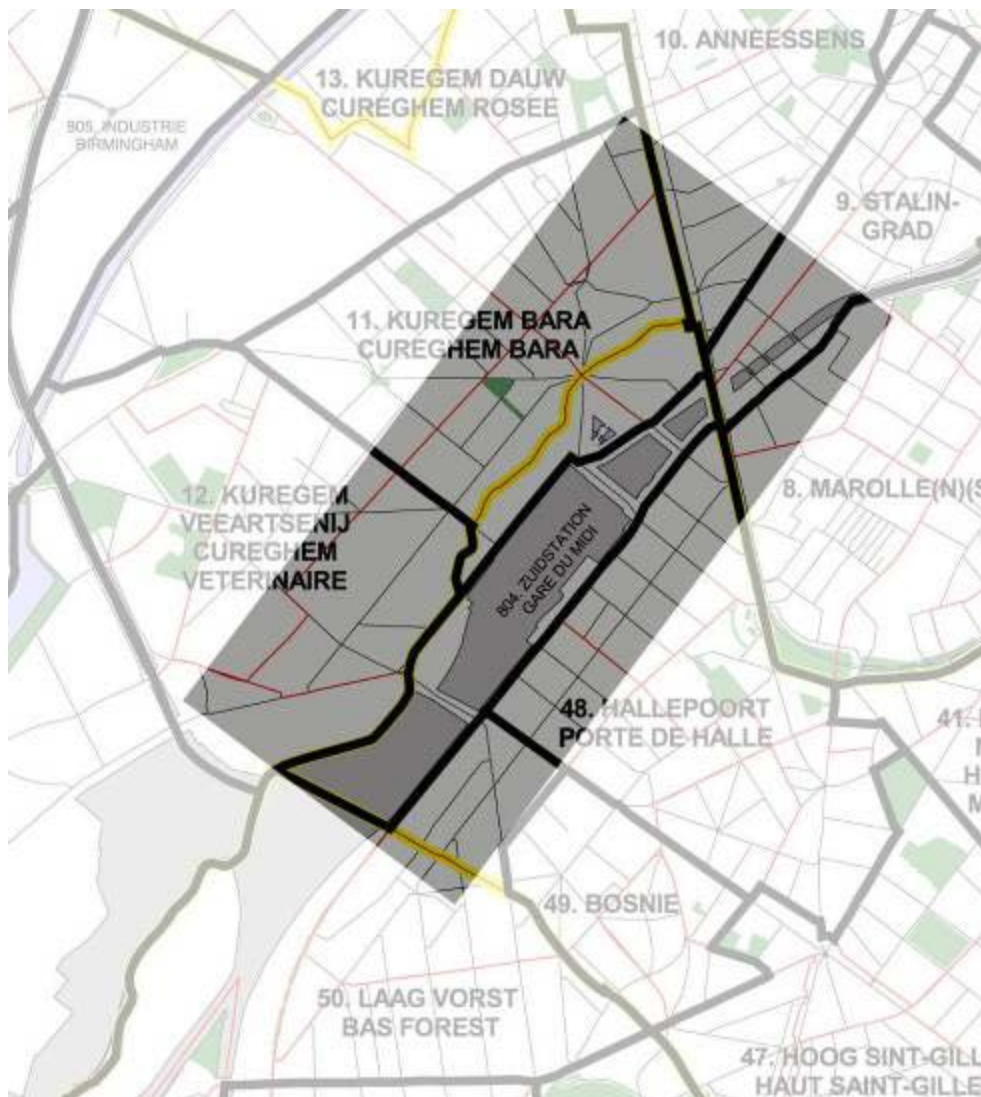 10. ANNEESSENS
13. KUREGEM DAUW
CUREGHEM ROSEE
805. INDUSTRIE
BIRMINGHAM
9. STALIN-
GRAD
11. KUREGEM BARA
CUREGHEM BARA
8. MAROLLE(N)(S
12. KUREGEM
VEEARTSENIJ
CUREGHEM
VETERINAIRE
804. ZUIDSTATION
GARE DU MIDI
48. HALLEPOORT
PORTE DE HALLE
41.
49. BOSNIE
50. LAAG VORST
BAS FOREST
47. HOOG SINT-GILL
HAUT SAINT-GILLE